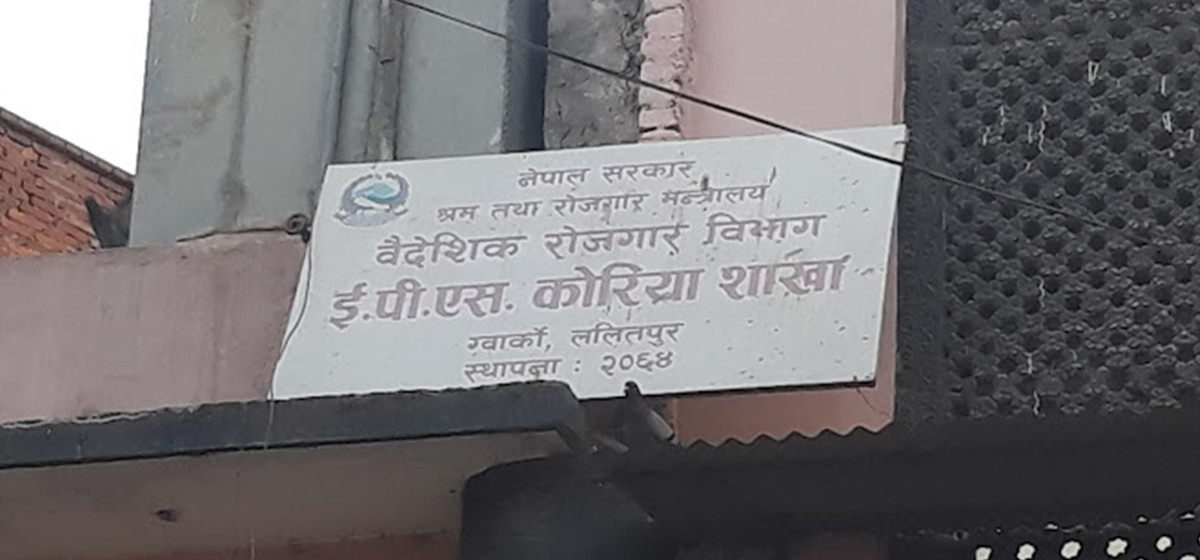 नेपाल सरकार
श्रम तथा रोजगार मन्त्रालय
वैदेशिक रोजगार विभाग
ई.पी.एस. कोरिया शाखा
ग्वार्को, ललितपुर
स्थापना : २०६४